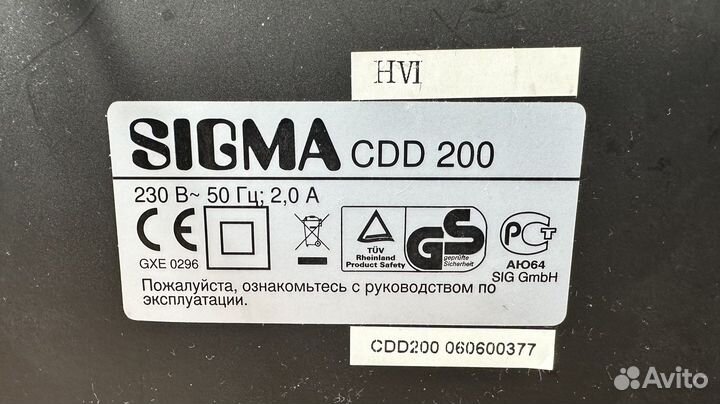 HVI
SIGMA CDD 200
230 В~ 50 Гц; 2,0 А
CE
GXE 0296
TÜV
Rheinland
Product Safety
GS
geprüfte
Sicherheit
РСТ
АЮ64
SIG GmbH
Пожалуйста, ознакомьтесь с руководством по
эксплуатации.
CDD200 060600377
Avito